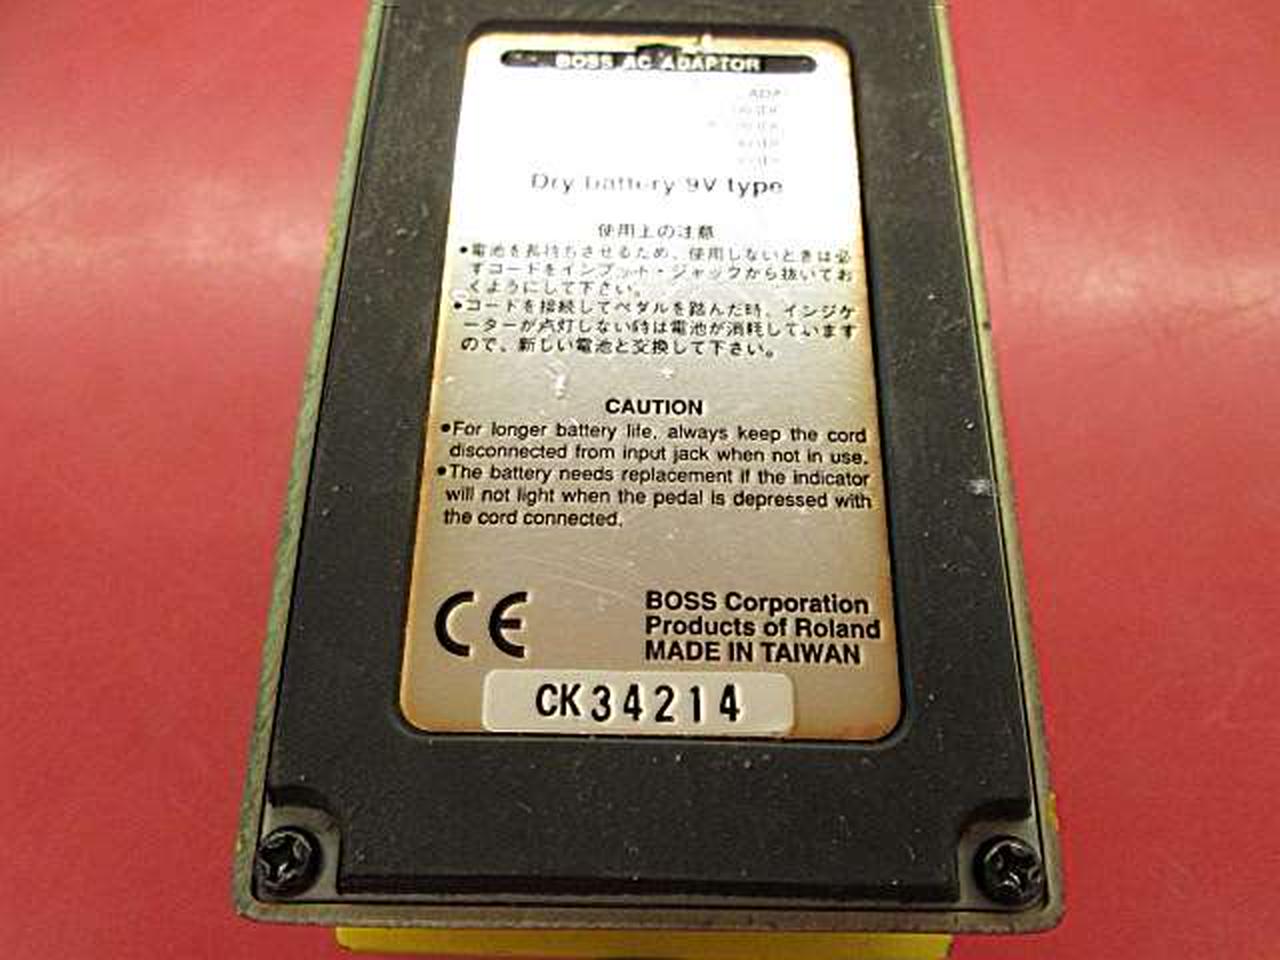 BOSS AC ADAPTOR
Dry battery 9V type
使用上の注意
●電池を長持ちさせるため、使用しないときは必
ずコードをインプット・ジャックから抜いてお
くようにして下さい。
●コードを接続してペダルを踏んだ時、インジケ
ーターが点灯しない時は電池が消耗しています
ので、新しい電池と交換して下さい。
CAUTION
●For longer battery life, always keep the cord
disconnected from input jack when not in use.
●The battery needs replacement if the indicator
will not light when the pedal is depressed with
the cord connected.
CE
BOSS Corporation
Products of Roland
MADE IN TAIWAN
CK34214